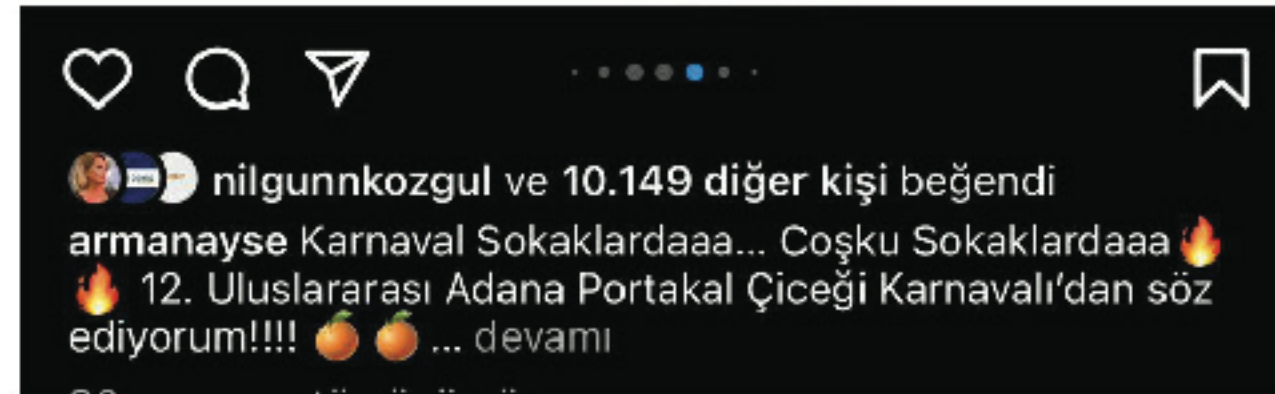 nilgunnkozgul ve 10.149 diğer kişi beğendi
armanayse Karnaval Sokaklardaaa... Coşku Sokaklardaaa🔥
🔥 12. Uluslararası Adana Portakal Çiceği Karnavalı'dan söz
ediyorum!!!! 🍊 🍊 ... devamı